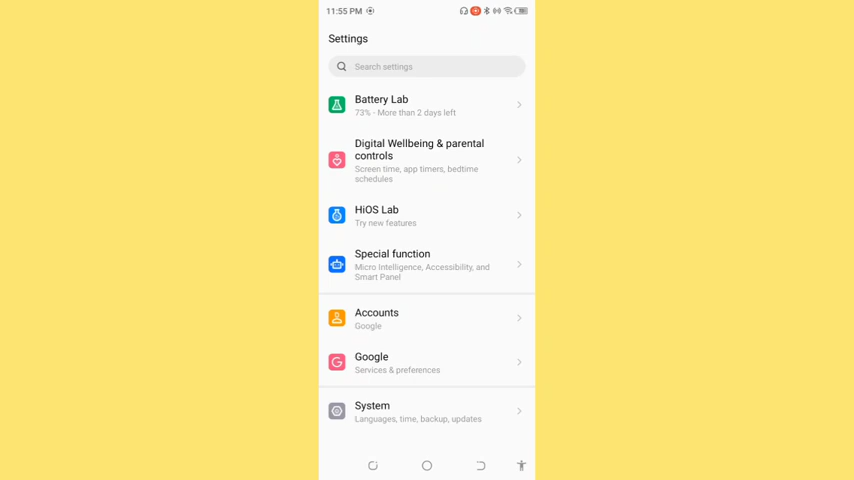 11:55 PM
Settings
Search settings
Battery Lab
73% - More than 2 days left
Digital Wellbeing & parental
controls
Screen time, app timers, bedtime
schedules
HiOS Lab
Try new features
Special function
Micro Intelligence, Accessibility, and
Smart Panel
Accounts
Google
Google
Services & preferences
System
Languages, time, backup, updates